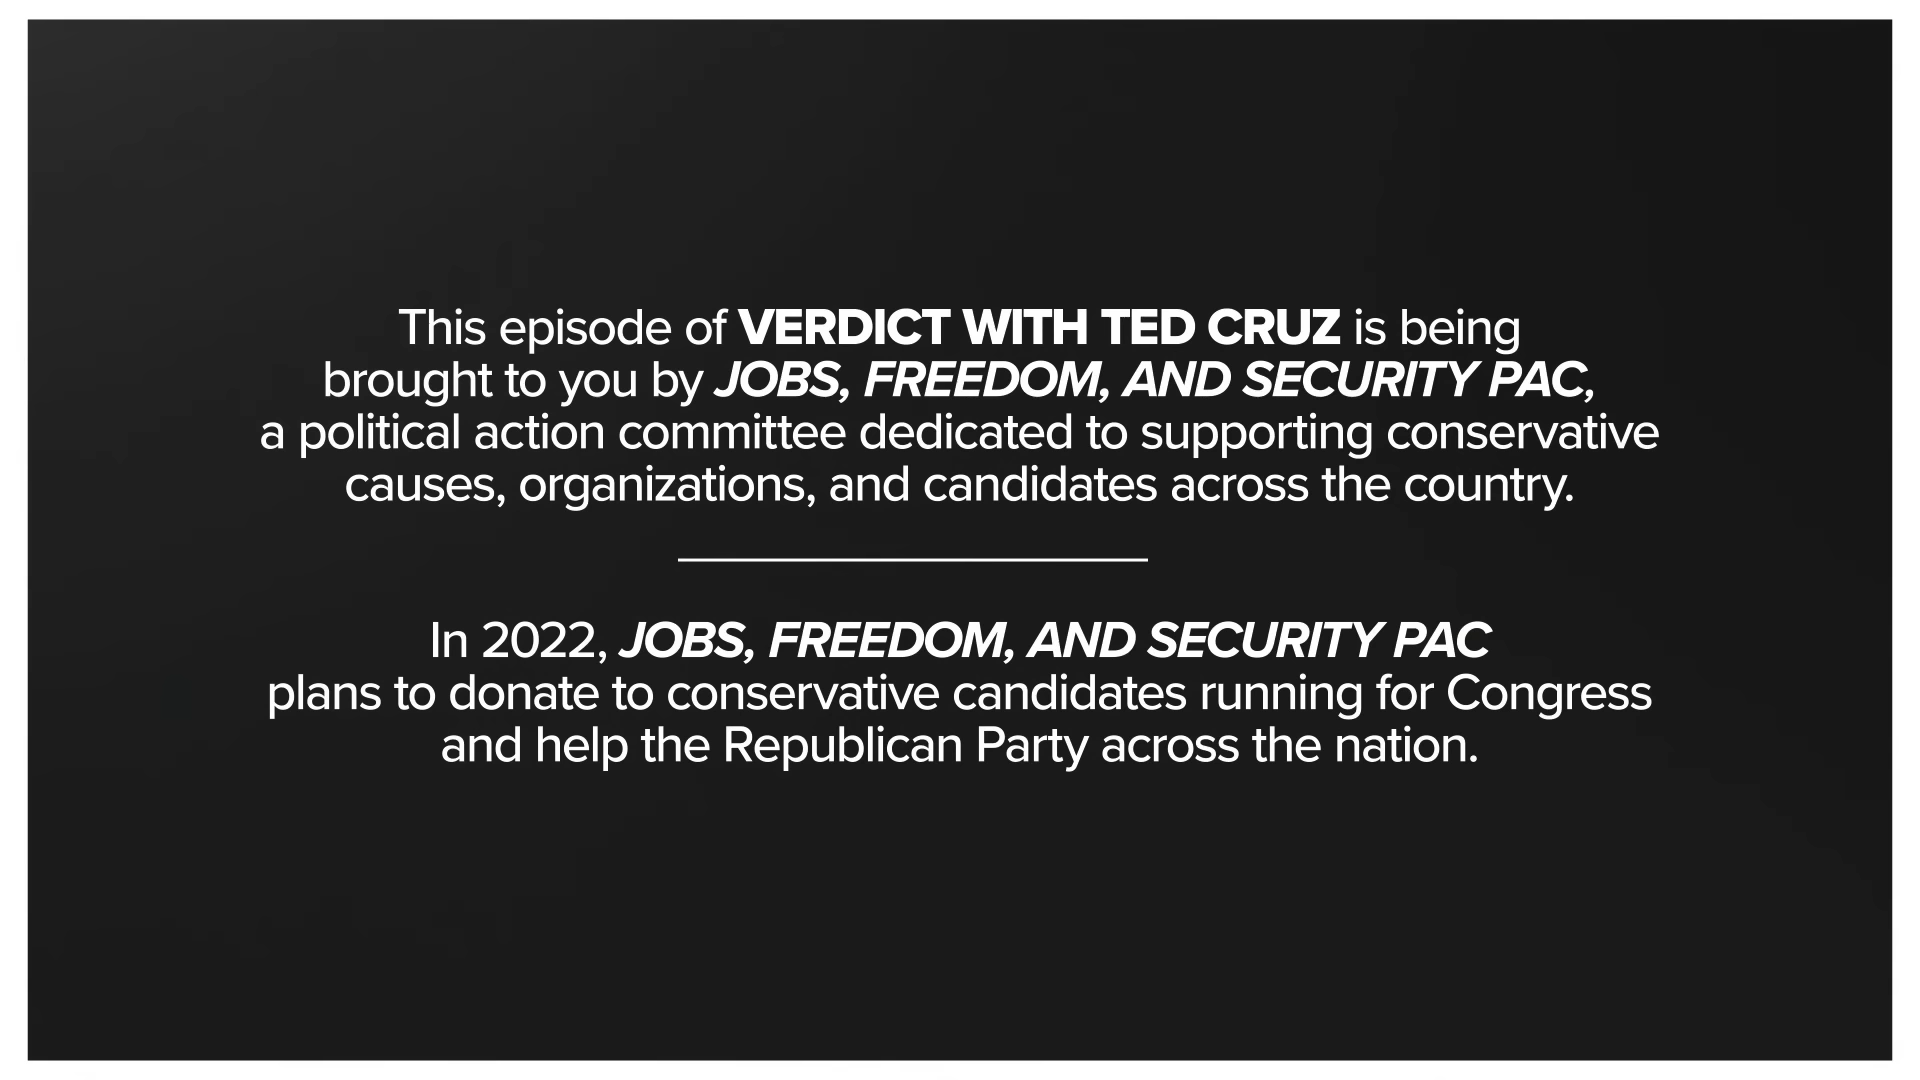 This episode of VERDICT WITH TED CRUZ is being
brought to you by JOBS, FREEDOM, AND SECURITY PAC,
a political action committee dedicated to supporting conservative
causes, organizations, and candidates across the country.
In 2022, JOBS, FREEDOM, AND SECURITY PAC
plans to donate to conservative candidates running for Congress
and help the Republican Party across the nation.